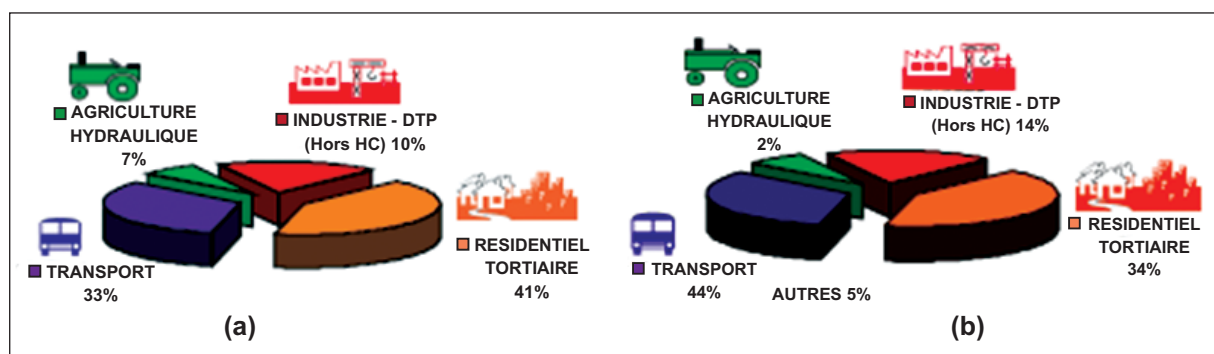 AGRICULTURE
HYDRAULIQUE
7%
INDUSTRIE - DTP
(Hors HC) 10%
RESIDENTIEL
TORTIAIRE
41%
TRANSPORT
33%
(a)
AGRICULTURE
HYDRAULIQUE
2%
INDUSTRIE - DTP
(Hors HC) 14%
RESIDENTIEL
TORTIAIRE
34%
TRANSPORT
44%
AUTRES 5%
(b)